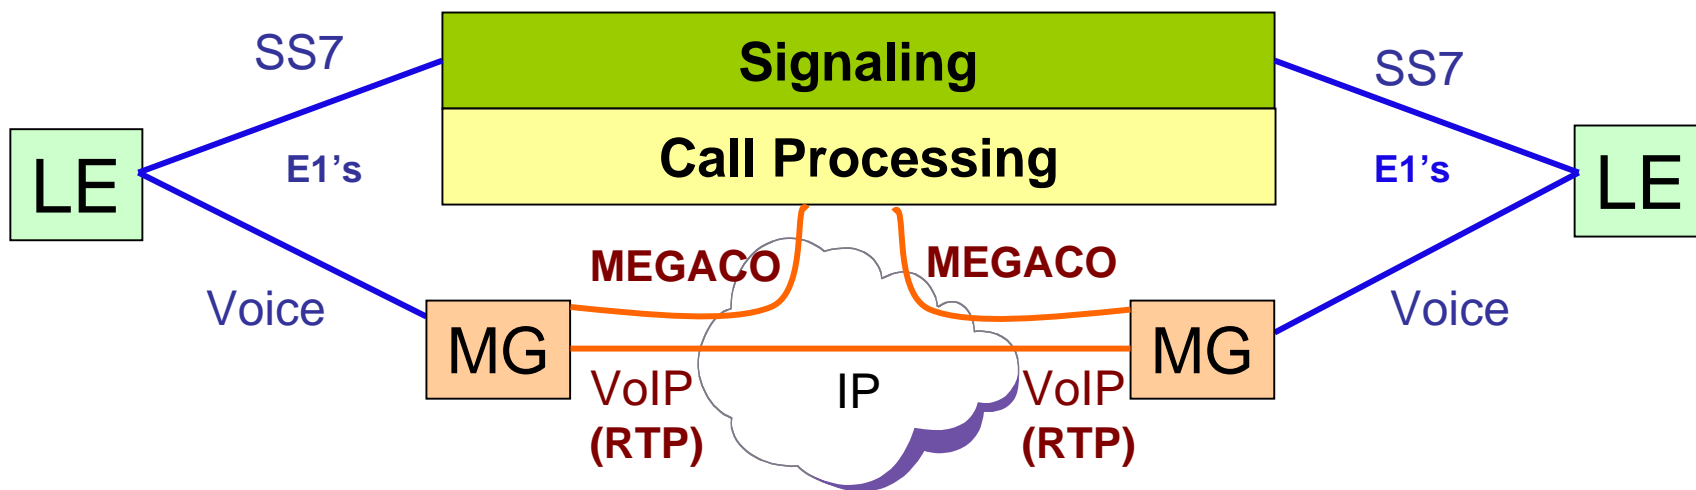 SS7
Signaling
SS7
LE
E1’s
Call Processing
E1’s
LE
MEGACO
MEGACO
Voice
Voice
MG
MG
VoIP
(RTP)
IP
VoIP
(RTP)